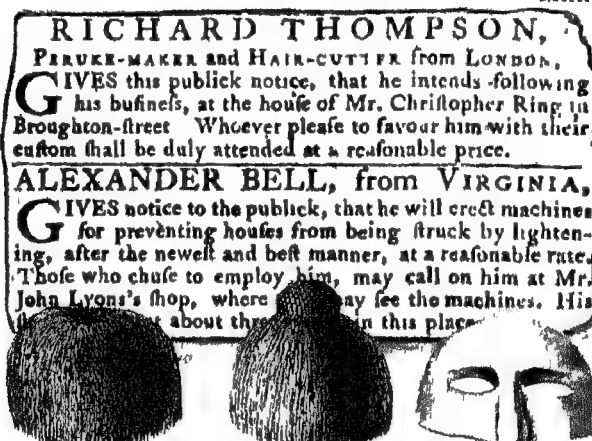 RICHARD THOMPSON,
PERUKE-MAKER and HAIR-CUTTER from LONDON,
GIVES this publick notice, that he intends following
his buſineſs, at the houſe of Mr. Chriſtopher Ring in
Broughton-ſtreet Whoever pleaſe to favour him with their
cuſtom ſhall be duly attended at a reaſonable price.
ALEXANDER BELL, from VIRGINIA,
GIVES notice to the publick, that he will erect machines
for preventing houſes from being ſtruck by lighten-
ing, after the neweſt and beſt manner, at a reaſonable rate.
Thoſe who chuſe to employ him, may call on him at Mr.
John Lyons's ſhop, where may ſee the machines. His
about in this place